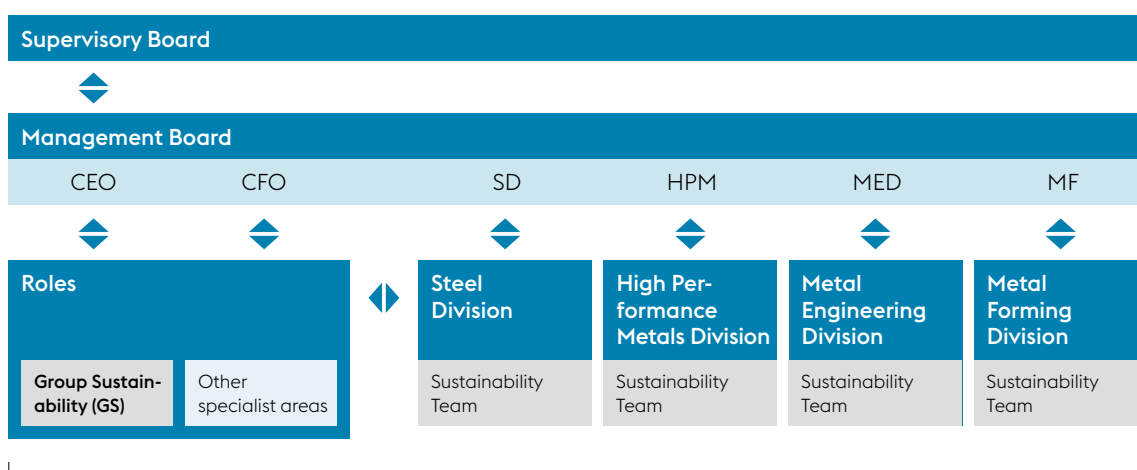 Supervisory Board
Management Board
CEO CFO SD HPM MED MF
Roles
Group Sustain-
ability (GS)
Other
specialist areas
Steel
Division
Sustainability
Team
High Per-
formance
Metals Division
Sustainability
Team
Metal
Engineering
Division
Sustainability
Team
Metal
Forming
Division
Sustainability
Team